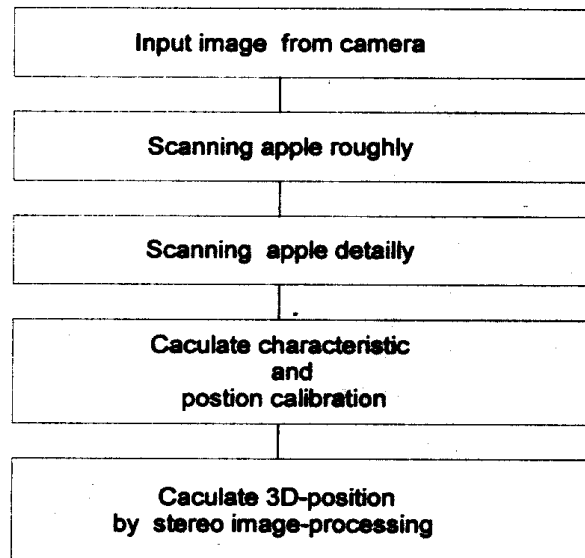 Input image from camera
Scanning apple roughly
Scanning apple detailly
Caculate characteristic
and
postion calibration
Caculate 3D-position
by stereo image-processing